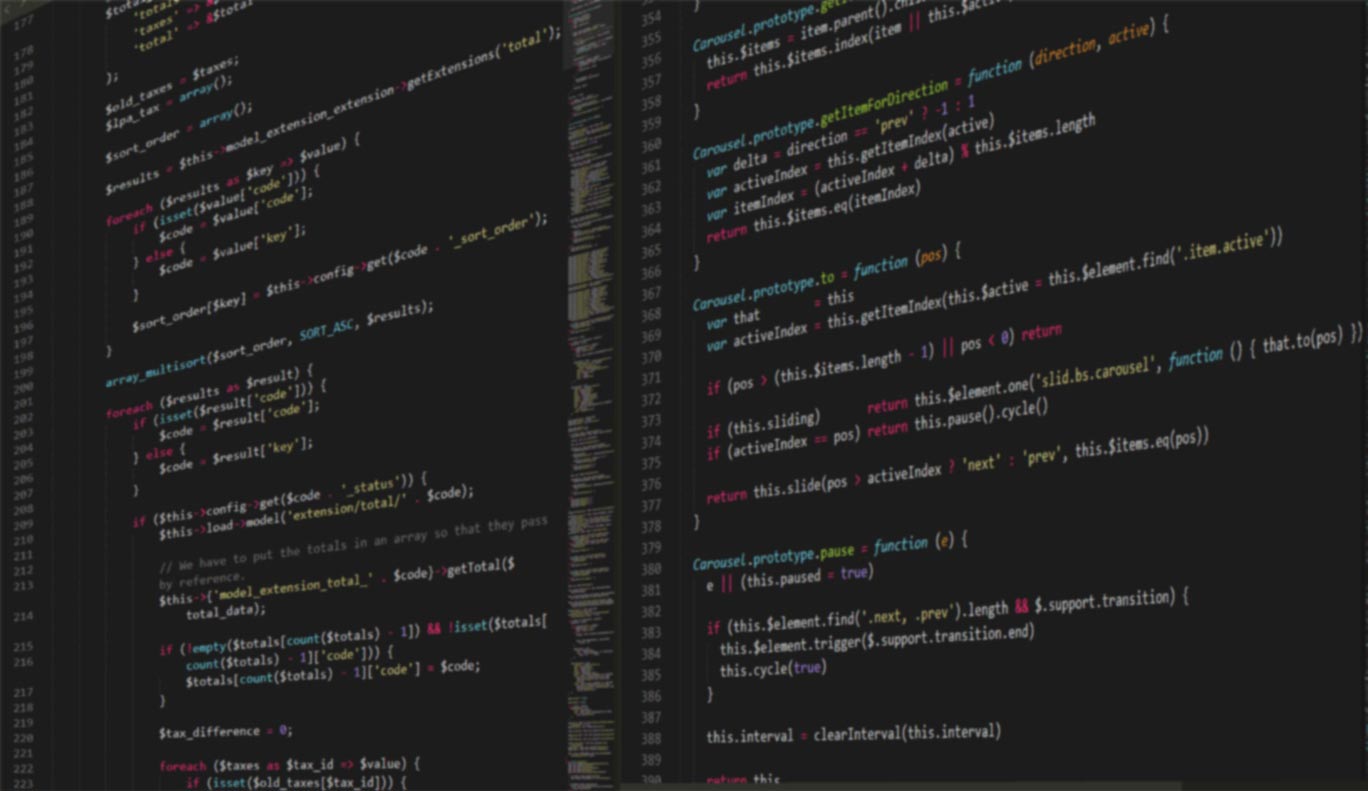 177
'total
'taxes' => &
'total' => &$total
178
179 );
180
181 $old_taxes = $taxes;
182 $lpa_tax = array();
183
184 $sort_order = array();
185
186 $results = $this->model_extension_extension->getExtensions('total');
187
188 foreach ($results as $key => $value) {
189 if (isset($value['code'])) {
190 $code = $value['code'];
191 } else {
192 $code = $value['key'];
193 }
194
195 $sort_order[$key] = $this->config->get($code . '_sort_order');
196 }
197
198 array_multisort($sort_order, SORT_ASC, $results);
199
200
201 foreach ($results as $result) {
202 if (isset($result['code'])) {
203 $code = $result['code'];
204 } else {
205 $code = $result['key'];
206 }
207
208 if ($this->config->get($code . '_status')) {
209 $this->load->model('extension/total/' . $code);
210
211
212 // We have to put the totals in an array so that they pass
by reference.
213 $this->{'model_extension_total_' . $code}->getTotal($
total_data);
214
215 if (!empty($totals[count($totals) - 1]) && !isset($totals[
count($totals) - 1]['code'])) {
216 $totals[count($totals) - 1]['code'] = $code;
217 }
218
219
220 $tax_difference = 0;
221
222 foreach ($taxes as $tax_id => $value) {
223 if (isset($old_taxes[$tax_id])) {
354 }
355 Carousel.prototype.
356 this.$items = item.parent().
357 return this.$items.index(item || this.
358 }
359
360 Carousel.prototype.getItemForDirection = function (direction, active) {
361 var delta = direction == 'prev' ? -1 : 1
362 var activeIndex = this.getItemIndex(active)
363 var itemIndex = (activeIndex + delta) % this.$items.length
364 return this.$items.eq(itemIndex)
365 }
366
367 Carousel.prototype.to = function (pos) {
368 var that = this
369 var activeIndex = this.getItemIndex(this.$active = this.$element.find('.item.active'))
370
371 if (pos > (this.$items.length - 1) || pos < 0) return
372
373 if (this.sliding) return this.$element.one('slid.bs.carousel', function () { that.to(pos) })
374 if (activeIndex == pos) return this.pause().cycle()
375
376 return this.slide(pos > activeIndex ? 'next' : 'prev', this.$items.eq(pos))
377 }
378
379 Carousel.prototype.pause = function (e) {
380 e || (this.paused = true)
381
382 if (this.$element.find('.next, .prev').length && $.support.transition) {
383 this.$element.trigger($.support.transition.end)
384 this.cycle(true)
385 }
386
387
388 this.interval = clearInterval(this.interval)
389
390 return this